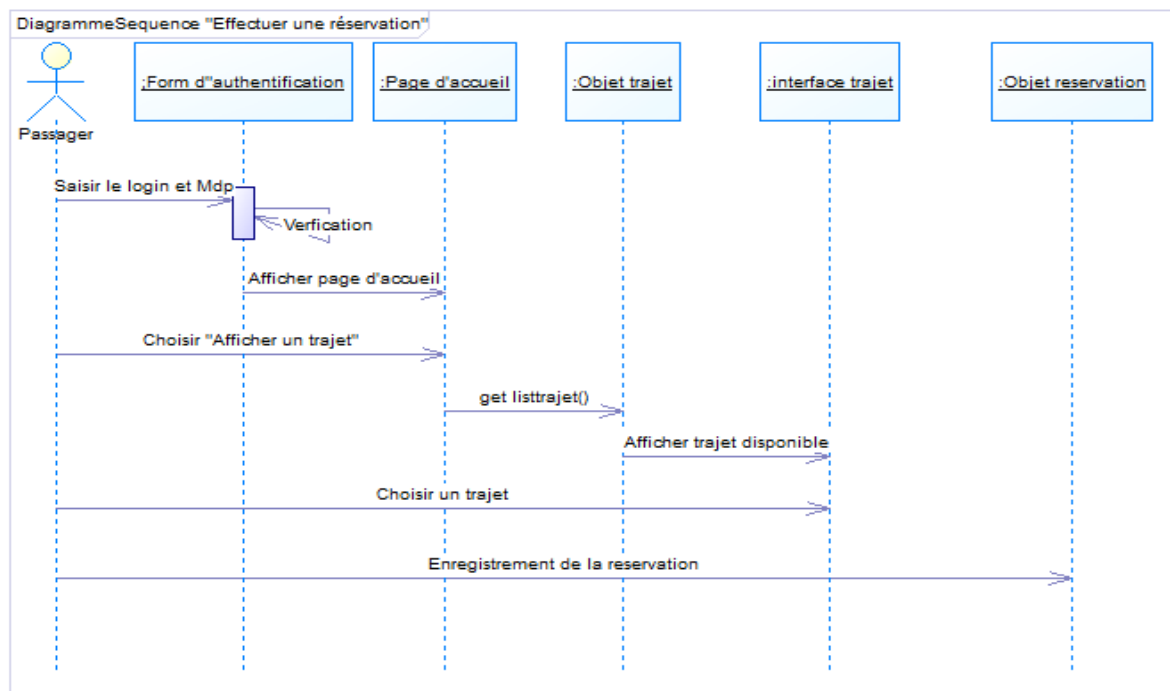 DiagrammeSequence "Effectuer une réservation"
Passager
:Form d"authentification
:Page d'accueil
:Objet trajet
:interface trajet
:Objet reservation
Saisir le login et Mdp
Verfication
Afficher page d'accueil
Choisir "Afficher un trajet"
get listtrajet()
Afficher trajet disponible
Choisir un trajet
Enregistrement de la reservation